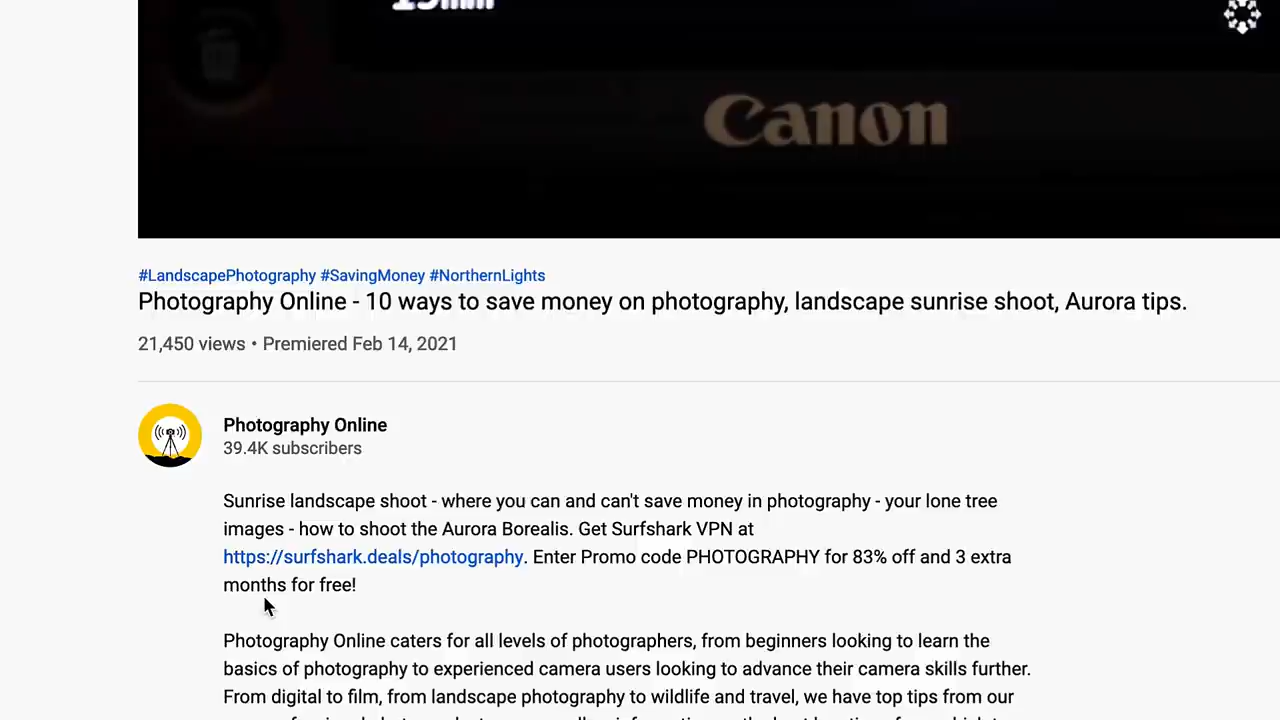 Canon
#LandscapePhotography #SavingMoney #NorthernLights
Photography Online - 10 ways to save money on photography, landscape sunrise shoot, Aurora tips.
21,450 views • Premiered Feb 14, 2021
Photography Online
39.4K subscribers
Sunrise landscape shoot - where you can and can't save money in photography - your lone tree
images - how to shoot the Aurora Borealis. Get Surfshark VPN at
https://surfshark.deals/photography. Enter Promo code PHOTOGRAPHY for 83% off and 3 extra
months for free!
Photography Online caters for all levels of photographers, from beginners looking to learn the
basics of photography to experienced camera users looking to advance their camera skills further.
From digital to film, from landscape photography to wildlife and travel, we have top tips from our